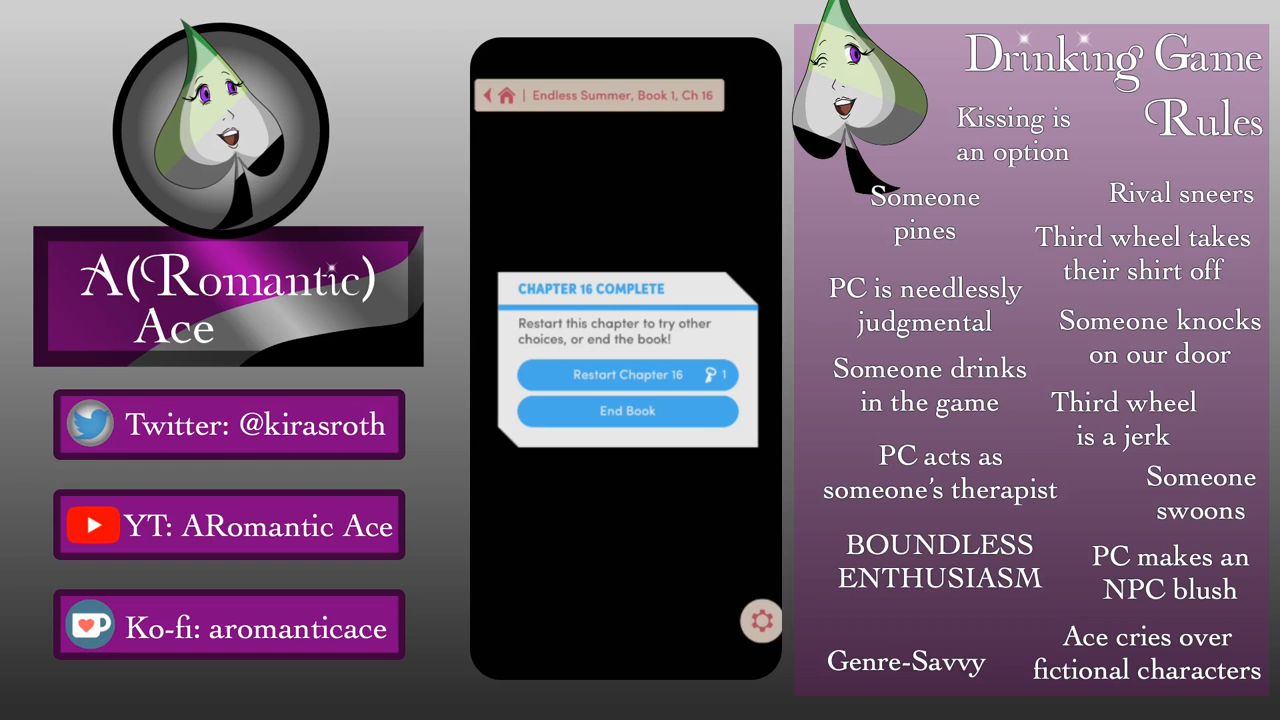 A(Romantic)
Ace
Twitter: @kirasroth
YT: ARomantic Ace
Ko-fi: aromanticace
Endless Summer, Book 1, Ch 16
CHAPTER 16 COMPLETE
Restart this chapter to try other
choices, or end the book!
Restart Chapter 16 1
End Book
Drinking Game
Rules
Kissing is
an option
Someone
pines
Rival sneers
Third wheel takes
their shirt off
PC is needlessly
judgmental
Someone knocks
on our door
Someone drinks
in the game
Third wheel
is a jerk
PC acts as
someone's therapist
Someone
swoons
BOUNDLESS
ENTHUSIASM
PC makes an
NPC blush
Genre-Savvy
Ace cries over
fictional characters